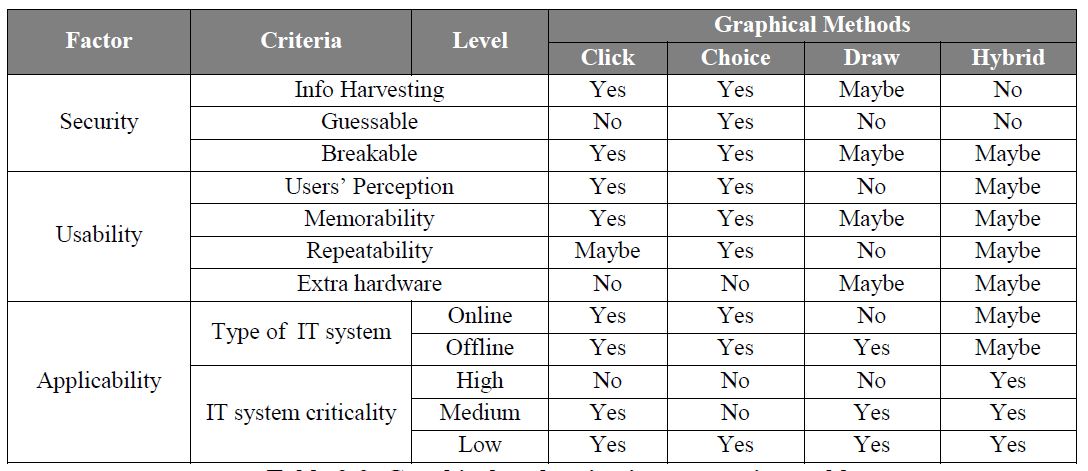 Factor Criteria Level Graphical Methods
Click Choice Draw Hybrid
Security Info Harvesting Yes Yes Maybe No
Guessable No Yes No No
Breakable Yes Yes Maybe Maybe
Usability Users' Perception Yes Yes No Maybe
Memorability Yes Yes Maybe Maybe
Repeatability Maybe Yes No Maybe
Extra hardware No No Maybe Maybe
Applicability Type of IT system Online Yes Yes No Maybe
Offline Yes Yes Yes Maybe
IT system criticality High No No No Yes
Medium Yes No Yes Yes
Low Yes Yes Yes Yes